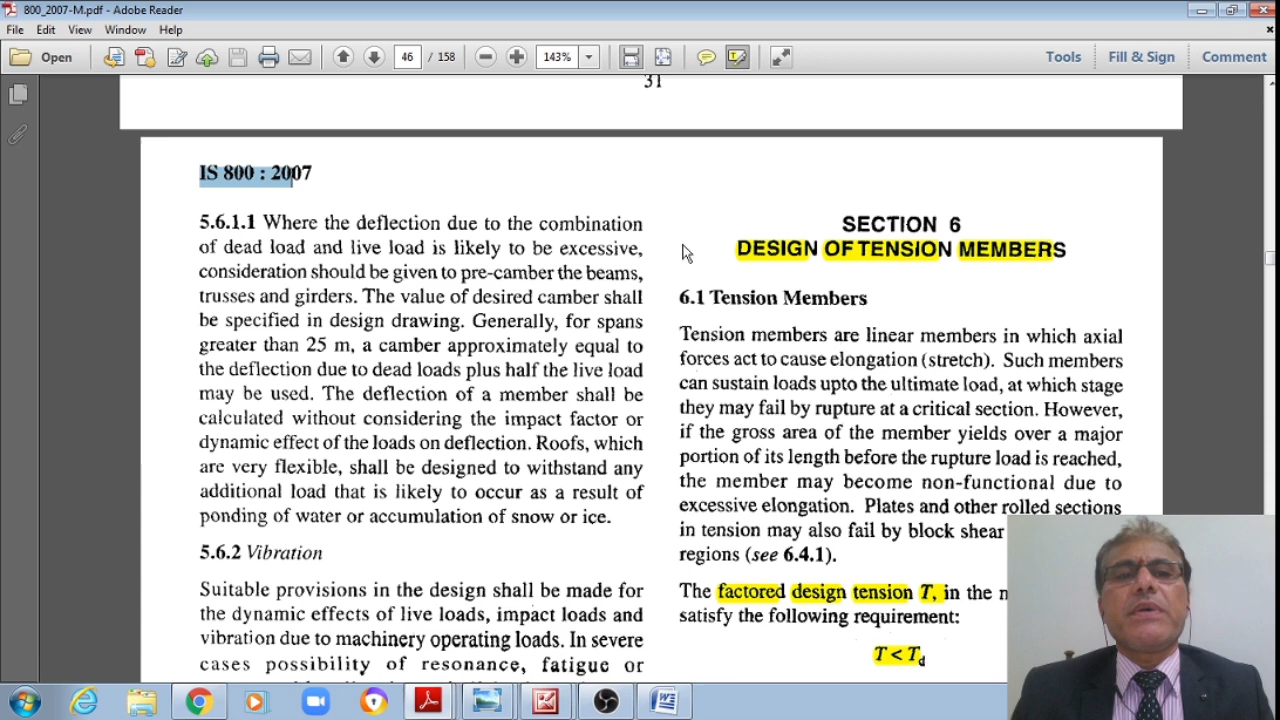 800_2007-M.pdf - Adobe Reader
File Edit View Window Help
Open 46 / 158 143% Tools Fill & Sign Comment
31
IS 800 : 2007
5.6.1.1 Where the deflection due to the combination
of dead load and live load is likely to be excessive,
consideration should be given to pre-camber the beams,
trusses and girders. The value of desired camber shall
be specified in design drawing. Generally, for spans
greater than 25 m, a camber approximately equal to
the deflection due to dead loads plus half the live load
may be used. The deflection of a member shall be
calculated without considering the impact factor or
dynamic effect of the loads on deflection. Roofs, which
are very flexible, shall be designed to withstand any
additional load that is likely to occur as a result of
ponding of water or accumulation of snow or ice.
5.6.2 Vibration
Suitable provisions in the design shall be made for
the dynamic effects of live loads, impact loads and
vibration due to machinery operating loads. In severe
cases possibility of resonance, fatigue or
SECTION 6
DESIGN OF TENSION MEMBERS
6.1 Tension Members
Tension members are linear members in which axial
forces act to cause elongation (stretch). Such members
can sustain loads upto the ultimate load, at which stage
they may fail by rupture at a critical section. However,
if the gross area of the member yields over a major
portion of its length before the rupture load is reached,
the member may become non-functional due to
excessive elongation. Plates and other rolled sections
in tension may also fail by block shear
regions (see 6.4.1).
The factored design tension T, in the
satisfy the following requirement:
T < Td